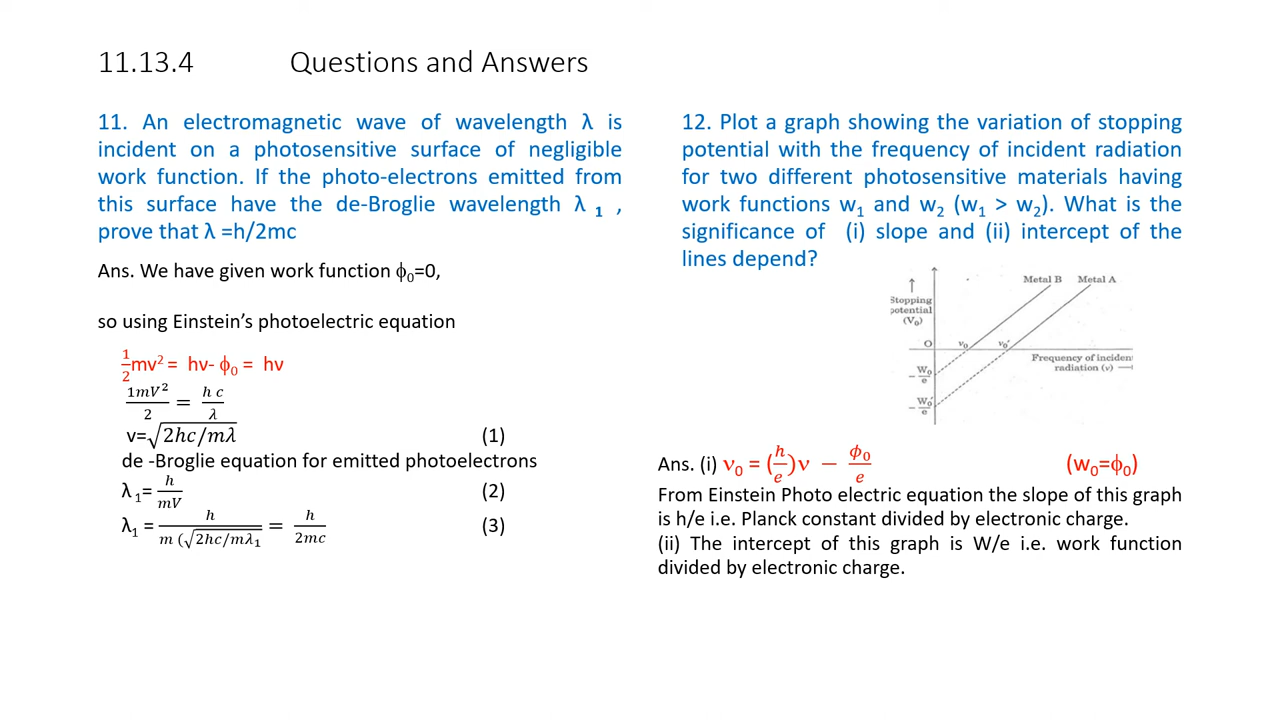 11.13.4 Questions and Answers
11. An electromagnetic wave of wavelength λ is
incident on a photosensitive surface of negligible
work function. If the photo-electrons emitted from
this surface have the de-Broglie wavelength λ ₁ ,
prove that λ =h/2mc
Ans. We have given work function ϕ₀=0,
so using Einstein’s photoelectric equation
1/2 mv² = hν- ϕ₀ = hν
1mV²/2 = h c/λ
v=√(2hc/mλ) (1)
de -Broglie equation for emitted photoelectrons
λ ₁= h/mV (2)
λ₁ = h/m (√2hc/mλ₁ = h/2mc (3)
12. Plot a graph showing the variation of stopping
potential with the frequency of incident radiation
for two different photosensitive materials having
work functions w₁ and w₂ (w₁ > w₂). What is the
significance of (i) slope and (ii) intercept of the
lines depend?
Metal B Metal A
Stopping
potential
(V₀)
O ν₀ ν₀′
Frequency of inciden
radiation (ν)
− W₀/e
− W₀′/e
Ans. (i) ν₀ = (h/e)ν − ϕ₀/e (w₀=ϕ₀)
From Einstein Photo electric equation the slope of this graph
is h/e i.e. Planck constant divided by electronic charge.
(ii) The intercept of this graph is W/e i.e. work function
divided by electronic charge.